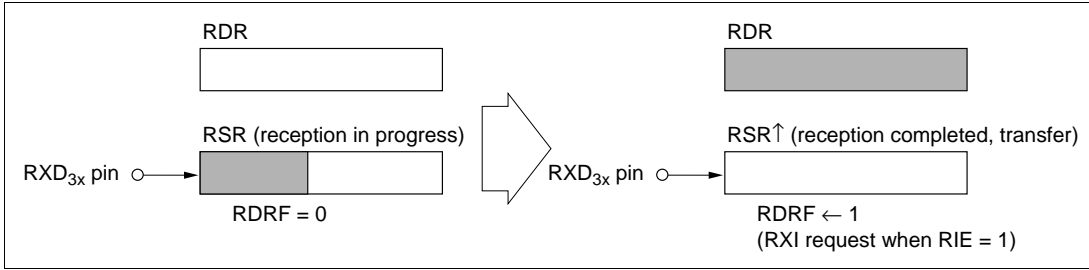 RDR
RSR (reception in progress)
RXD3x pin
RDRF = 0
RDR
RSR↑ (reception completed, transfer)
RXD3x pin
RDRF ← 1
(RXI request when RIE = 1)